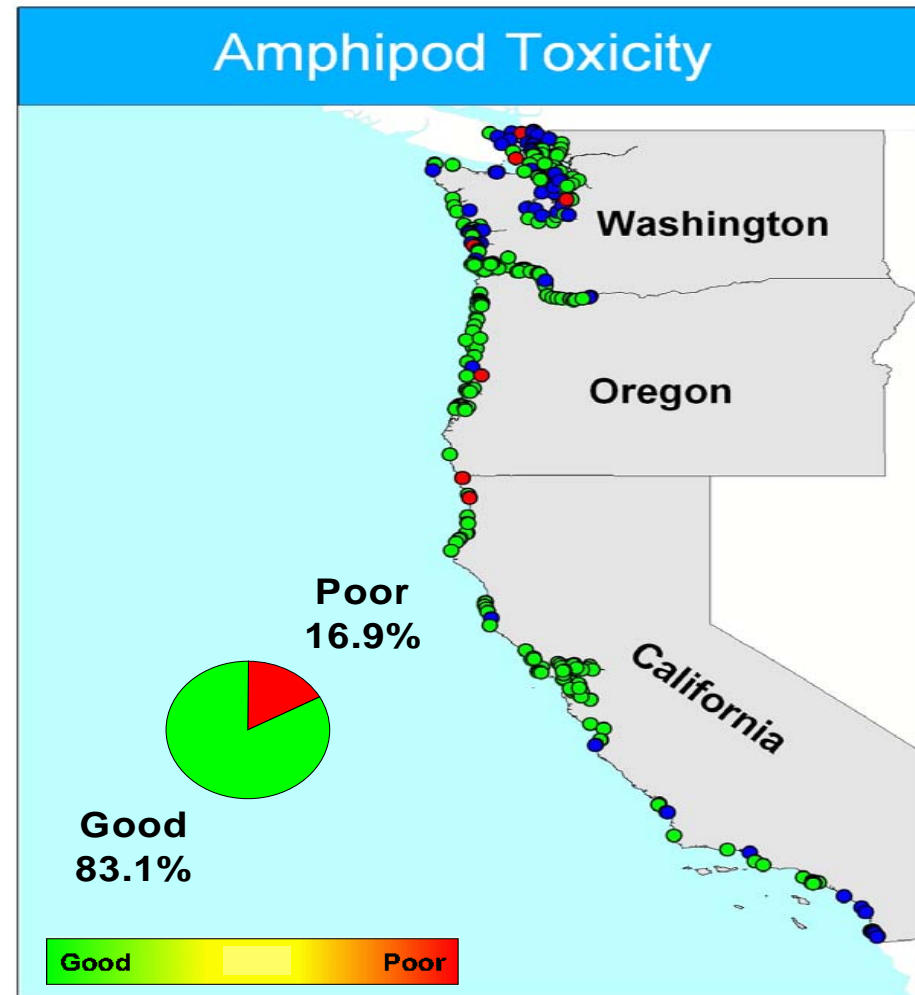 Amphipod Toxicity
Washington
Oregon
California
Poor
16.9%
Good
83.1%
Good Poor